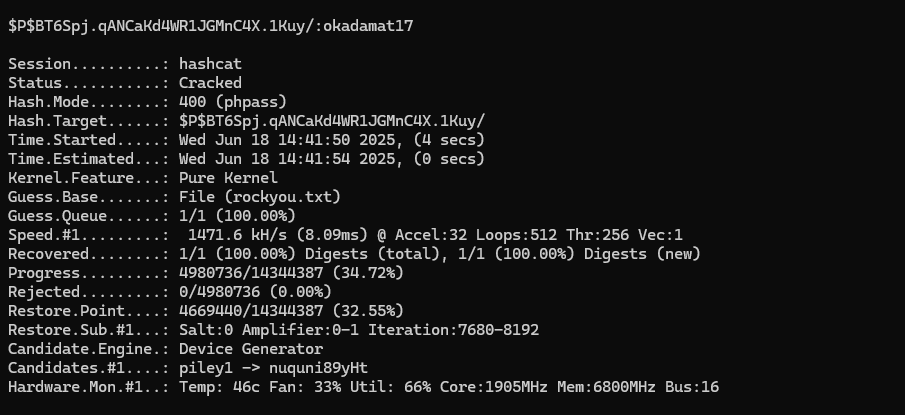 $P$BT6Spj.qANCaKd4WR1JGMnC4X.1Kuy/:okadamat17
Session..........: hashcat
Status...........: Cracked
Hash.Mode........: 400 (phpass)
Hash.Target......: $P$BT6Spj.qANCaKd4WR1JGMnC4X.1Kuy/
Time.Started.....: Wed Jun 18 14:41:50 2025, (4 secs)
Time.Estimated...: Wed Jun 18 14:41:54 2025, (0 secs)
Kernel.Feature...: Pure Kernel
Guess.Base.......: File (rockyou.txt)
Guess.Queue......: 1/1 (100.00%)
Speed.#1.........:  1471.6 kH/s (8.09ms) @ Accel:32 Loops:512 Thr:256 Vec:1
Recovered........: 1/1 (100.00%) Digests (total), 1/1 (100.00%) Digests (new)
Progress.........: 4980736/14344387 (34.72%)
Rejected.........: 0/4980736 (0.00%)
Restore.Point....: 4669440/14344387 (32.55%)
Restore.Sub.#1...: Salt:0 Amplifier:0-1 Iteration:7680-8192
Candidate.Engine.: Device Generator
Candidates.#1....: piley1 -> nuquni89yHt
Hardware.Mon.#1..: Temp: 46c Fan: 33% Util: 66% Core:1905MHz Mem:6800MHz Bus:16